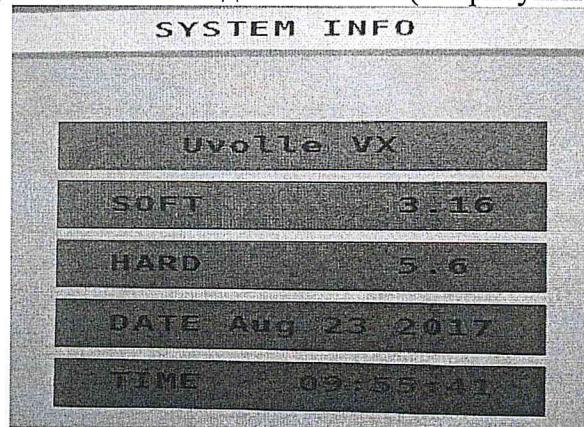 SYSTEM INFO
Uvolle VX
SOFT 3.16
HARD 5.6
DATE Aug 23 2017
TIME 09:55:41